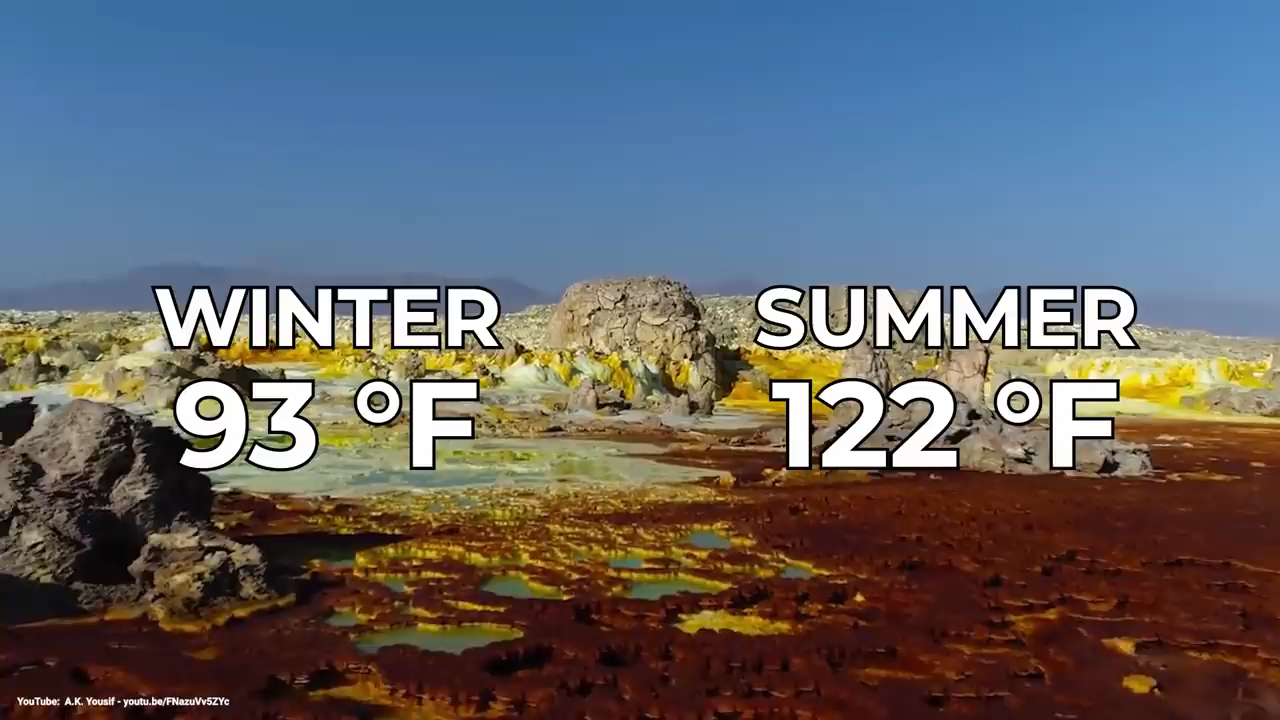 WINTER
93 °F
SUMMER
122 °F
YouTube: A.K. Yousif - youtu.be/FNazuVv5ZYc